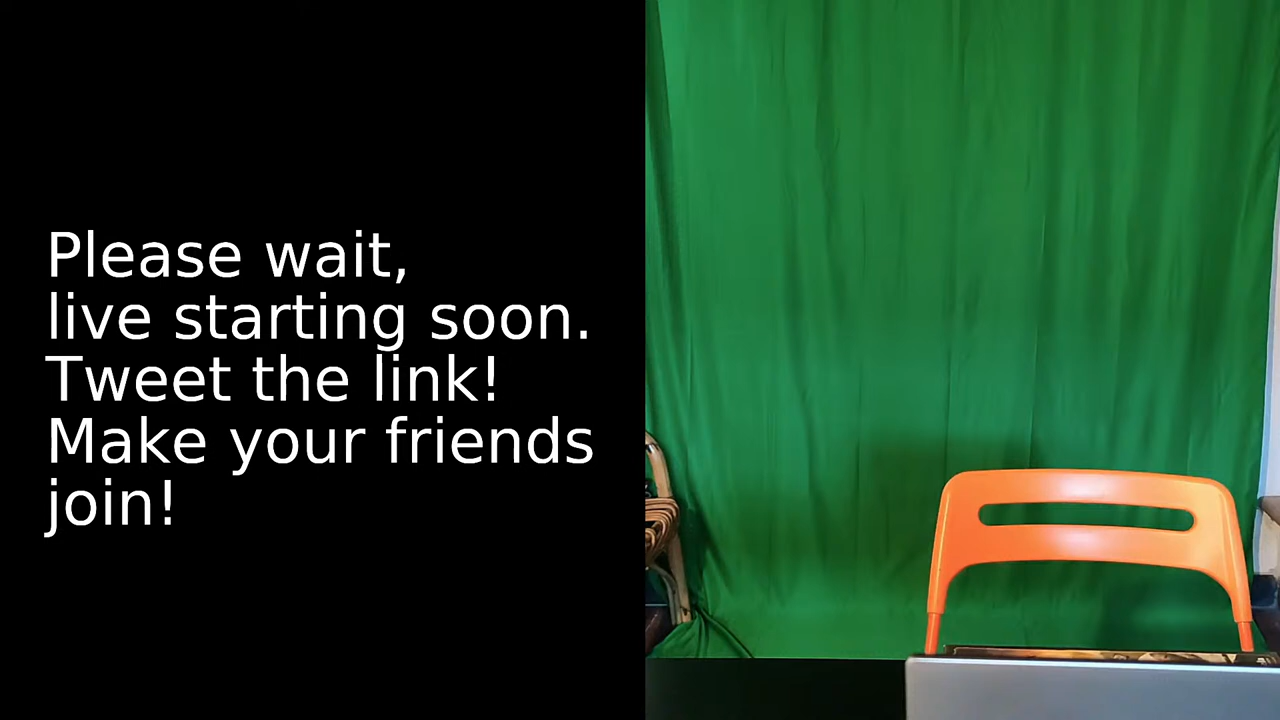 Please wait,
live starting soon.
Tweet the link!
Make your friends
join!